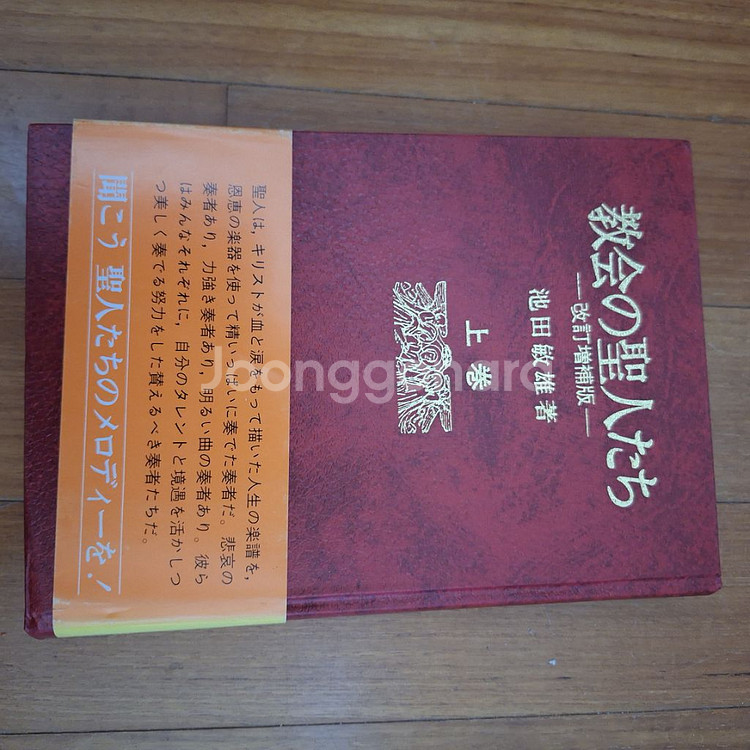 教会の聖人たち
―改訂増補版―
池田敏雄著
上巻
聖人は，キリストが血と涙をもって描いた人生の楽譜を，
恩恵の楽器を使って精いっぱいに奏でた奏者だ。悲哀の
奏者あり，力強き奏者あり，明るい曲の奏者あり。彼ら
はみんなそれぞれに，自分のタレントと境遇を活かしつ
つ美しく奏でる努力をした賛えるべき奏者たちだ。
聞こう 聖人たちのメロディーを！
Joonggonara